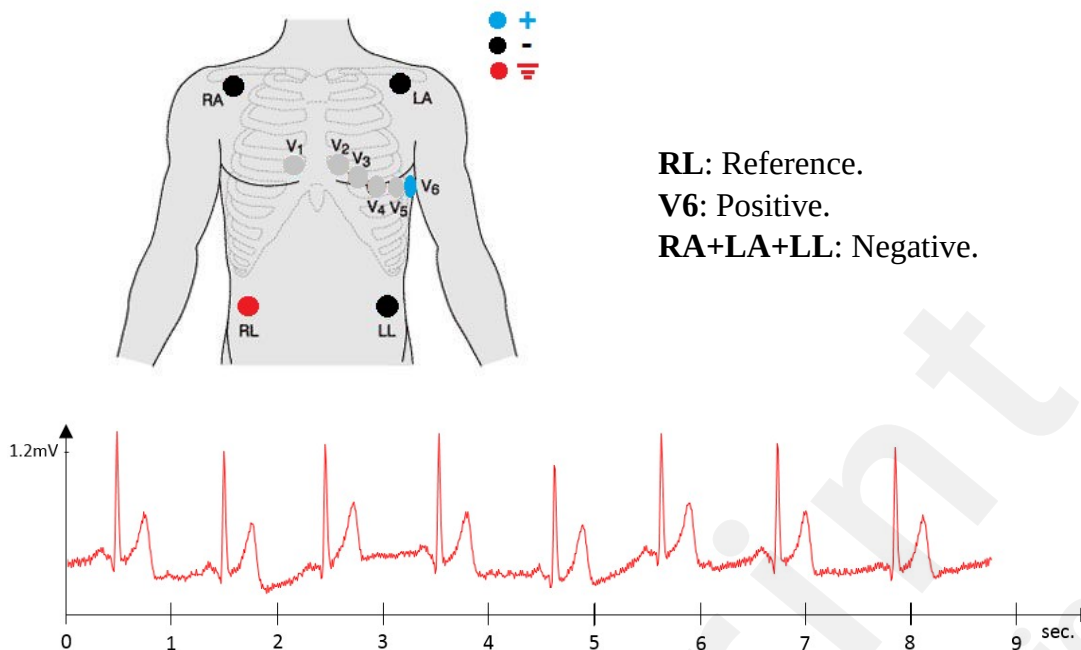 +
-
RA
LA
V1
V2
V3
V4
V5
V6
RL
LL
RL: Reference.
V6: Positive.
RA+LA+LL: Negative.
1.2mV
0 1 2 3 4 5 6 7 8 9 sec.
int